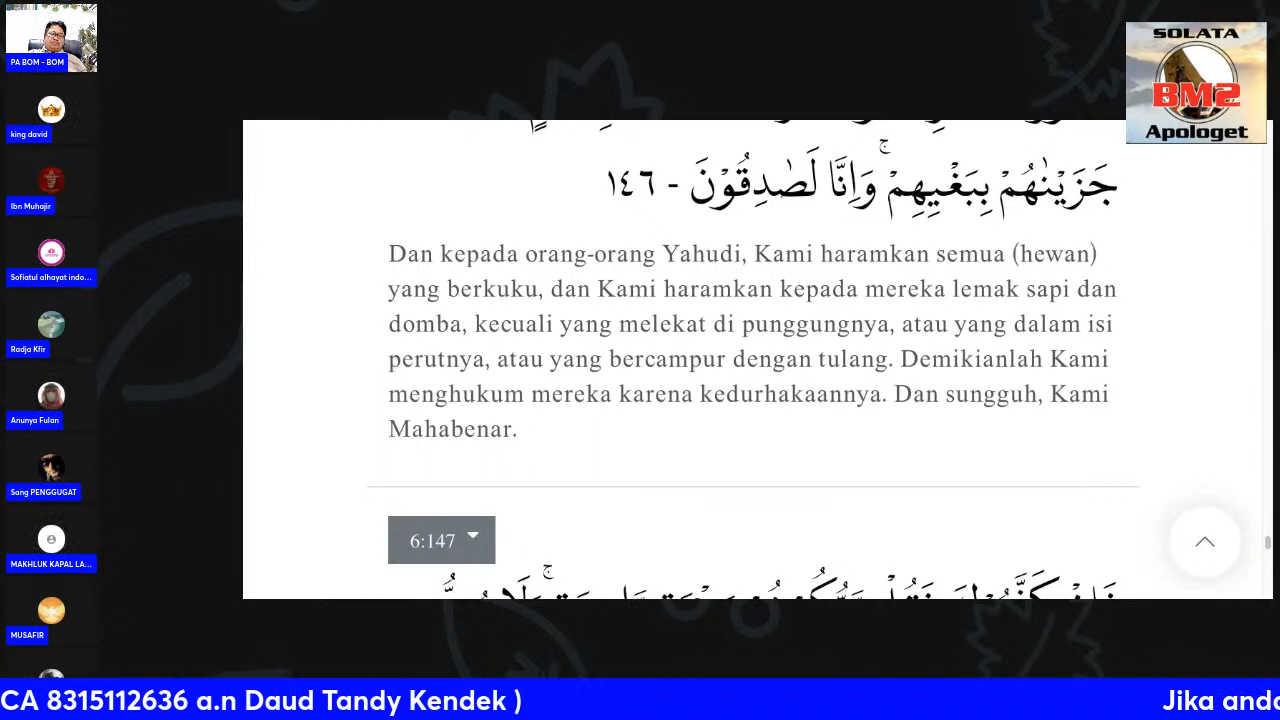 PA BOM - BOM
king david
Ibn Muhajir
Sofiatul alhayat indo...
Radja Kfir
Anunya Fulan
Sang PENGGUGAT
MAKHLUK KAPAL LA...
MUSAFIR
SOLATA
BM2
Apologet
جَزَيْنٰهُمْ بِبَغْيِهِمْۚ وَاِنَّا لَصٰدِقُوْنَ - ١٤٦
Dan kepada orang-orang Yahudi, Kami haramkan semua (hewan)
yang berkuku, dan Kami haramkan kepada mereka lemak sapi dan
domba, kecuali yang melekat di punggungnya, atau yang dalam isi
perutnya, atau yang bercampur dengan tulang. Demikianlah Kami
menghukum mereka karena kedurhakaannya. Dan sungguh, Kami
Mahabenar.
6:147
CA 8315112636 a.n Daud Tandy Kendek )
Jika anda